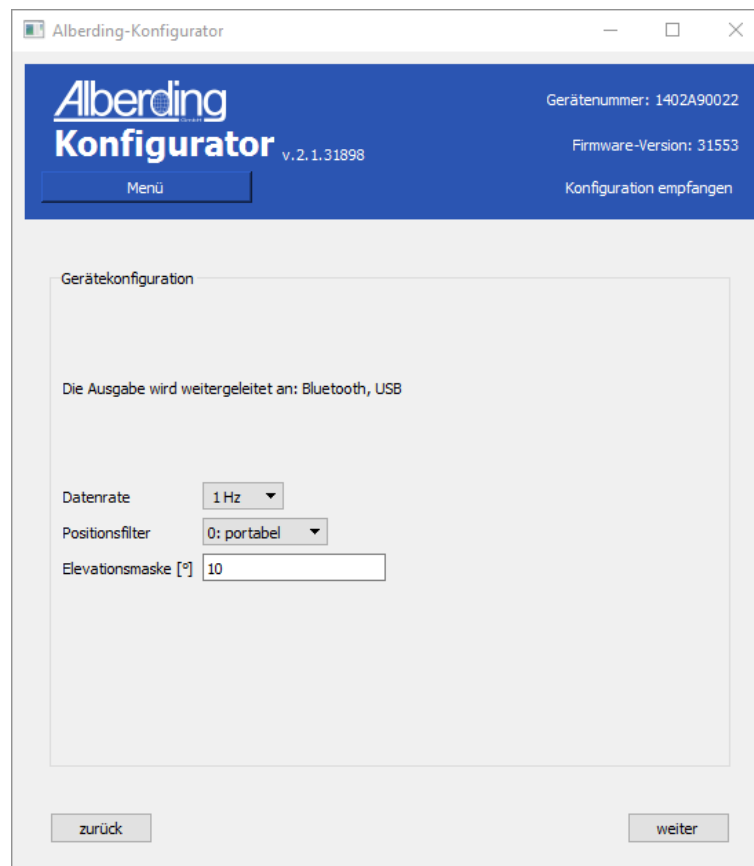 Alberding-Konfigurator
Alberding
GmbH
Konfigurator v.2.1.31898
Menü
Gerätenummer: 1402A90022
Firmware-Version: 31553
Konfiguration empfangen
Gerätekonfiguration
Die Ausgabe wird weitergeleitet an: Bluetooth, USB
Datenrate 1 Hz
Positionsfilter 0: portabel
Elevationsmaske [°] 10
zurück weiter